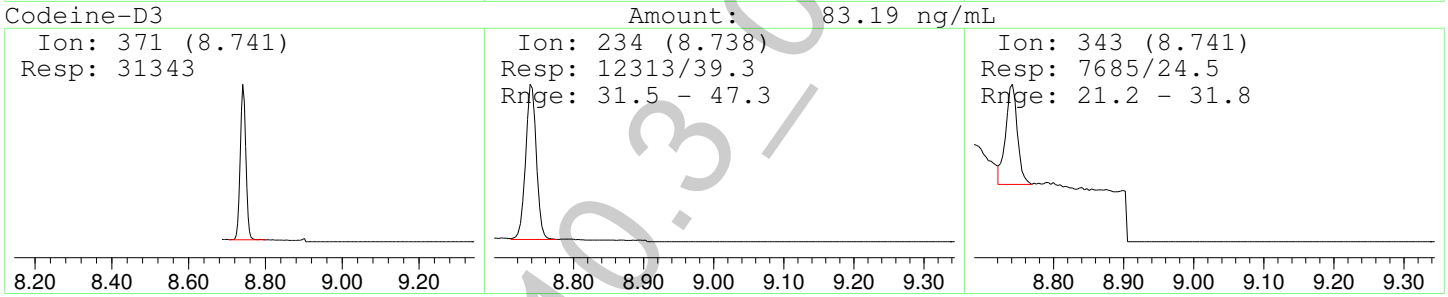 Codeine-D3 Amount: 83.19 ng/mL
Ion: 371 (8.741)
Resp: 31343
8.20 8.40 8.60 8.80 9.00 9.20
Ion: 234 (8.738)
Resp: 12313/39.3
Rnge: 31.5 - 47.3
8.80 8.90 9.00 9.10 9.20 9.30
Ion: 343 (8.741)
Resp: 7685/24.5
Rnge: 21.2 - 31.8
8.80 8.90 9.00 9.10 9.20 9.30